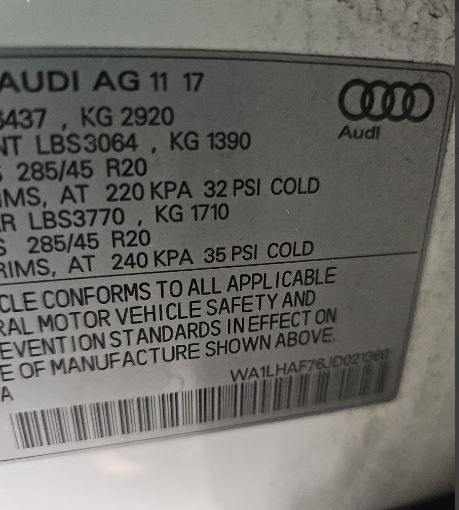 AUDI AG 11 17
6437 , KG 2920
NT LBS3064 , KG 1390
S 285/45 R20
IMS, AT 220 KPA 32 PSI COLD
R LBS3770 , KG 1710
S 285/45 R20
RIMS, AT 240 KPA 35 PSI COLD
Audi
CLE CONFORMS TO ALL APPLICABLE
RAL MOTOR VEHICLE SAFETY AND
EVENTION STANDARDS IN EFFECT ON
E OF MANUFACTURE SHOWN ABOVE.
WA1LHAF76JD021360
A